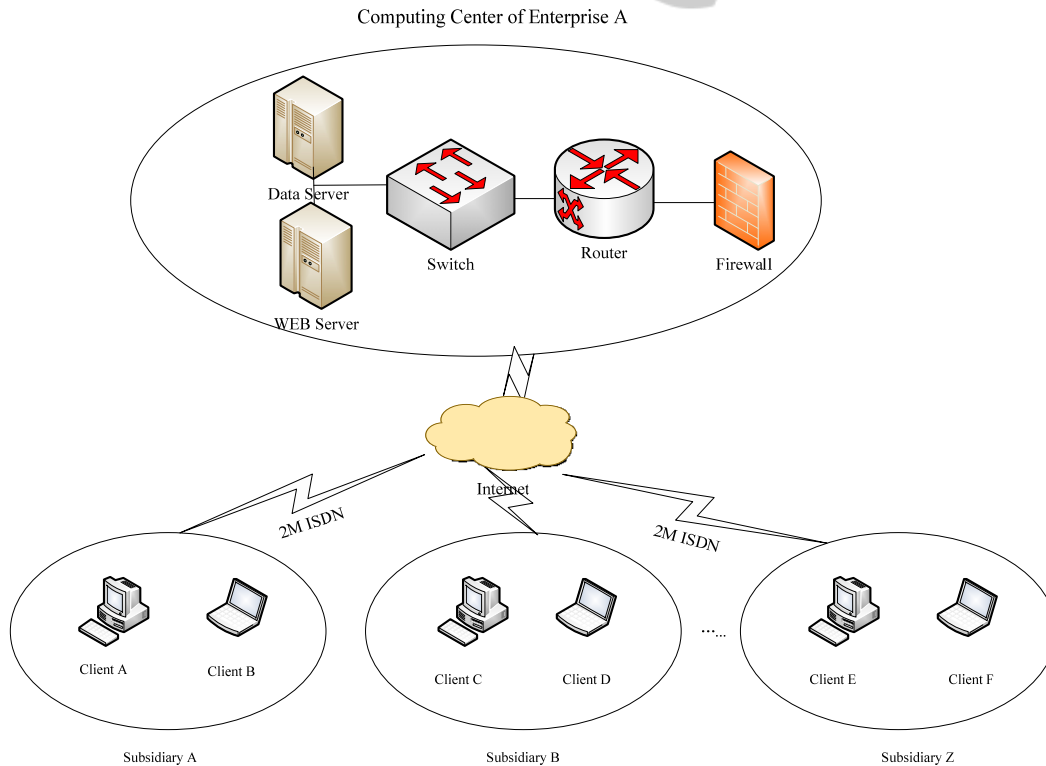 Computing Center of Enterprise A
Data Server
Switch
Router
Firewall
WEB Server
Internet
2M ISDN
2M ISDN
Client A
Client B
Client C
Client D
......
Client E
Client F
Subsidiary A
Subsidiary B
Subsidiary Z